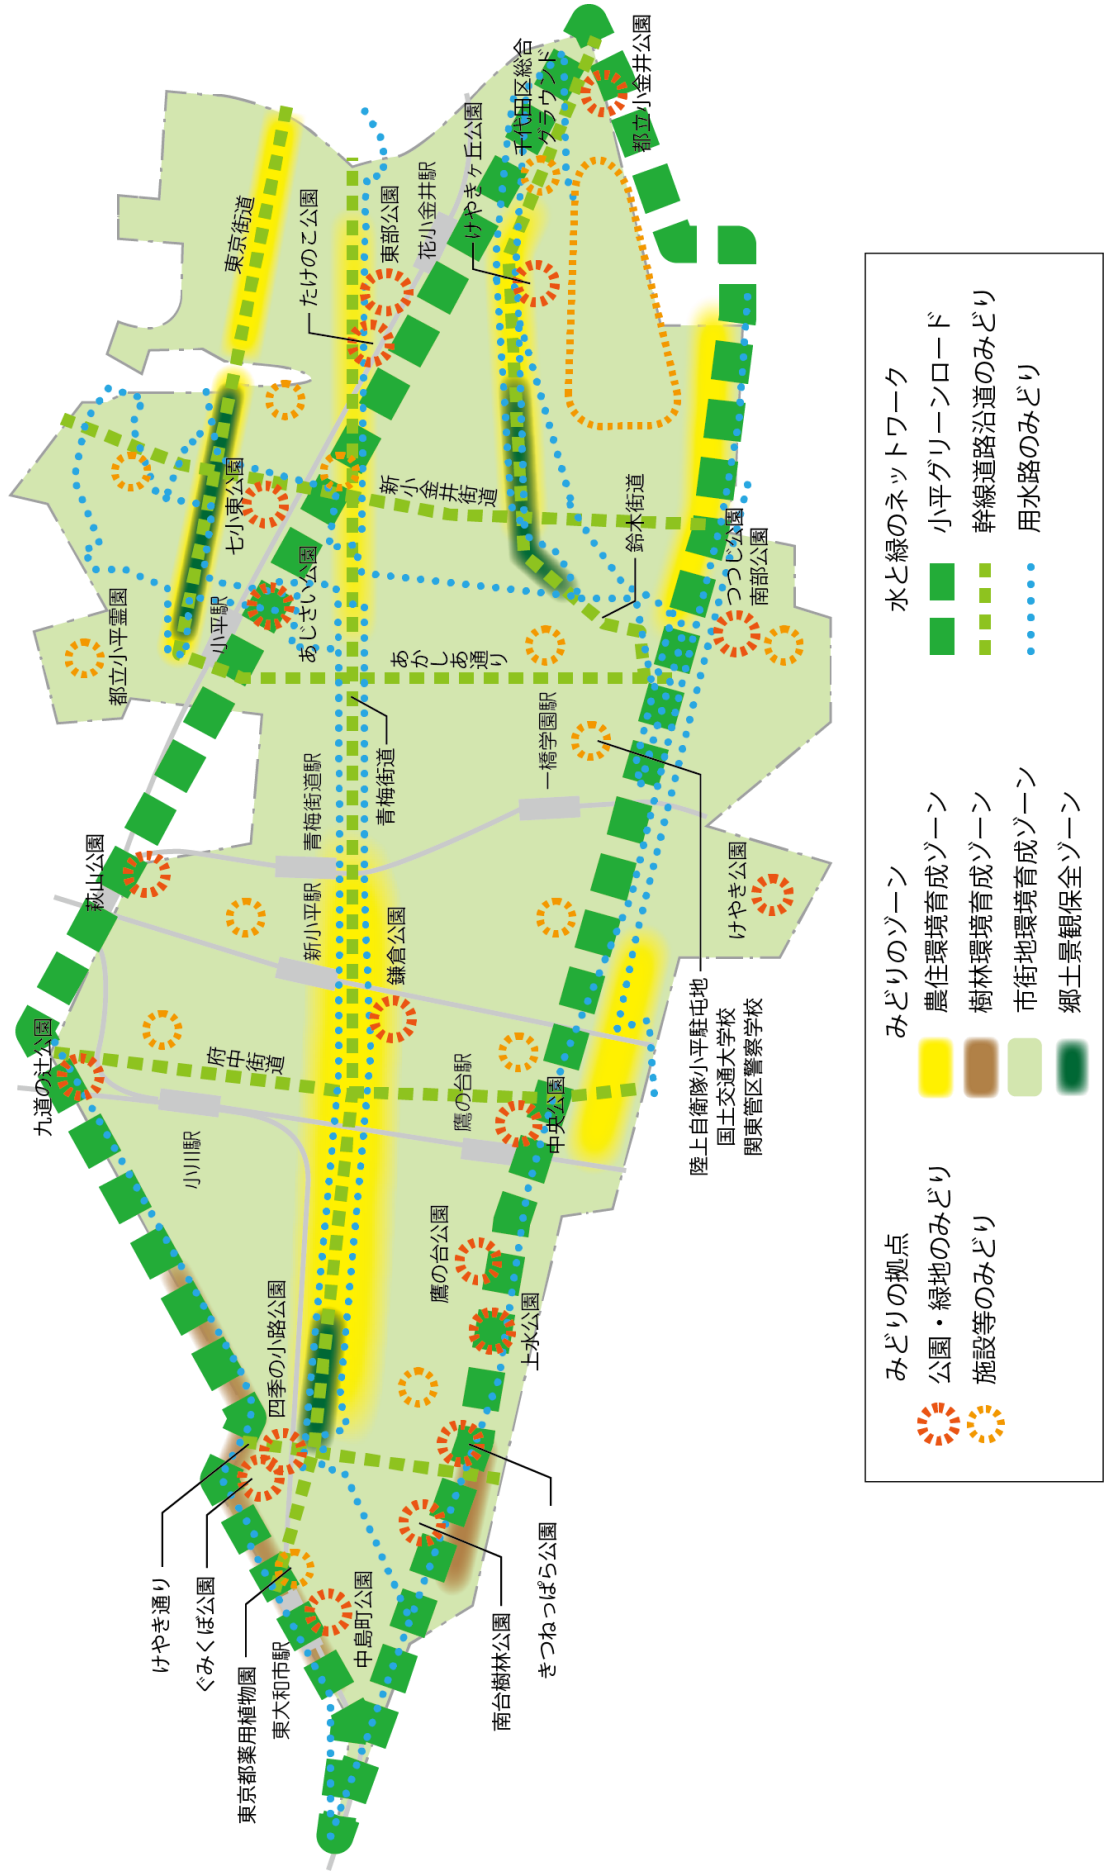 東京街道
たけのこ公園
東部公園
花小金井駅
けやきヶ丘公園
千代田区総合
グラウンド
都立小金井公園
七小東公園
新小金井街道
鈴木街道
つつじ公園
南部公園
都立小平霊園
小平駅
あじさい公園
あかしあ通り
青梅街道
一橋学園駅
青梅街道駅
萩山公園
新小平駅
鎌倉公園
けやき公園
九道の辻公園
府中街道
小川駅
鷹の台駅
中央公園
陸上自衛隊小平駐屯地
国土交通大学校
関東管区警察学校
四季の小路公園
鷹の台公園
上水公園
けやき通り
ぐみくぼ公園
東京都薬用植物園
東大和市駅
中島町公園
南台樹林公園
きつねっぱら公園
みどりの拠点
公園・緑地のみどり
施設等のみどり
みどりのゾーン
農住環境育成ゾーン
樹林環境育成ゾーン
市街地環境育成ゾーン
郷土景観保全ゾーン
水と緑のネットワーク
小平グリーンロード
幹線道路沿道のみどり
用水路のみどり